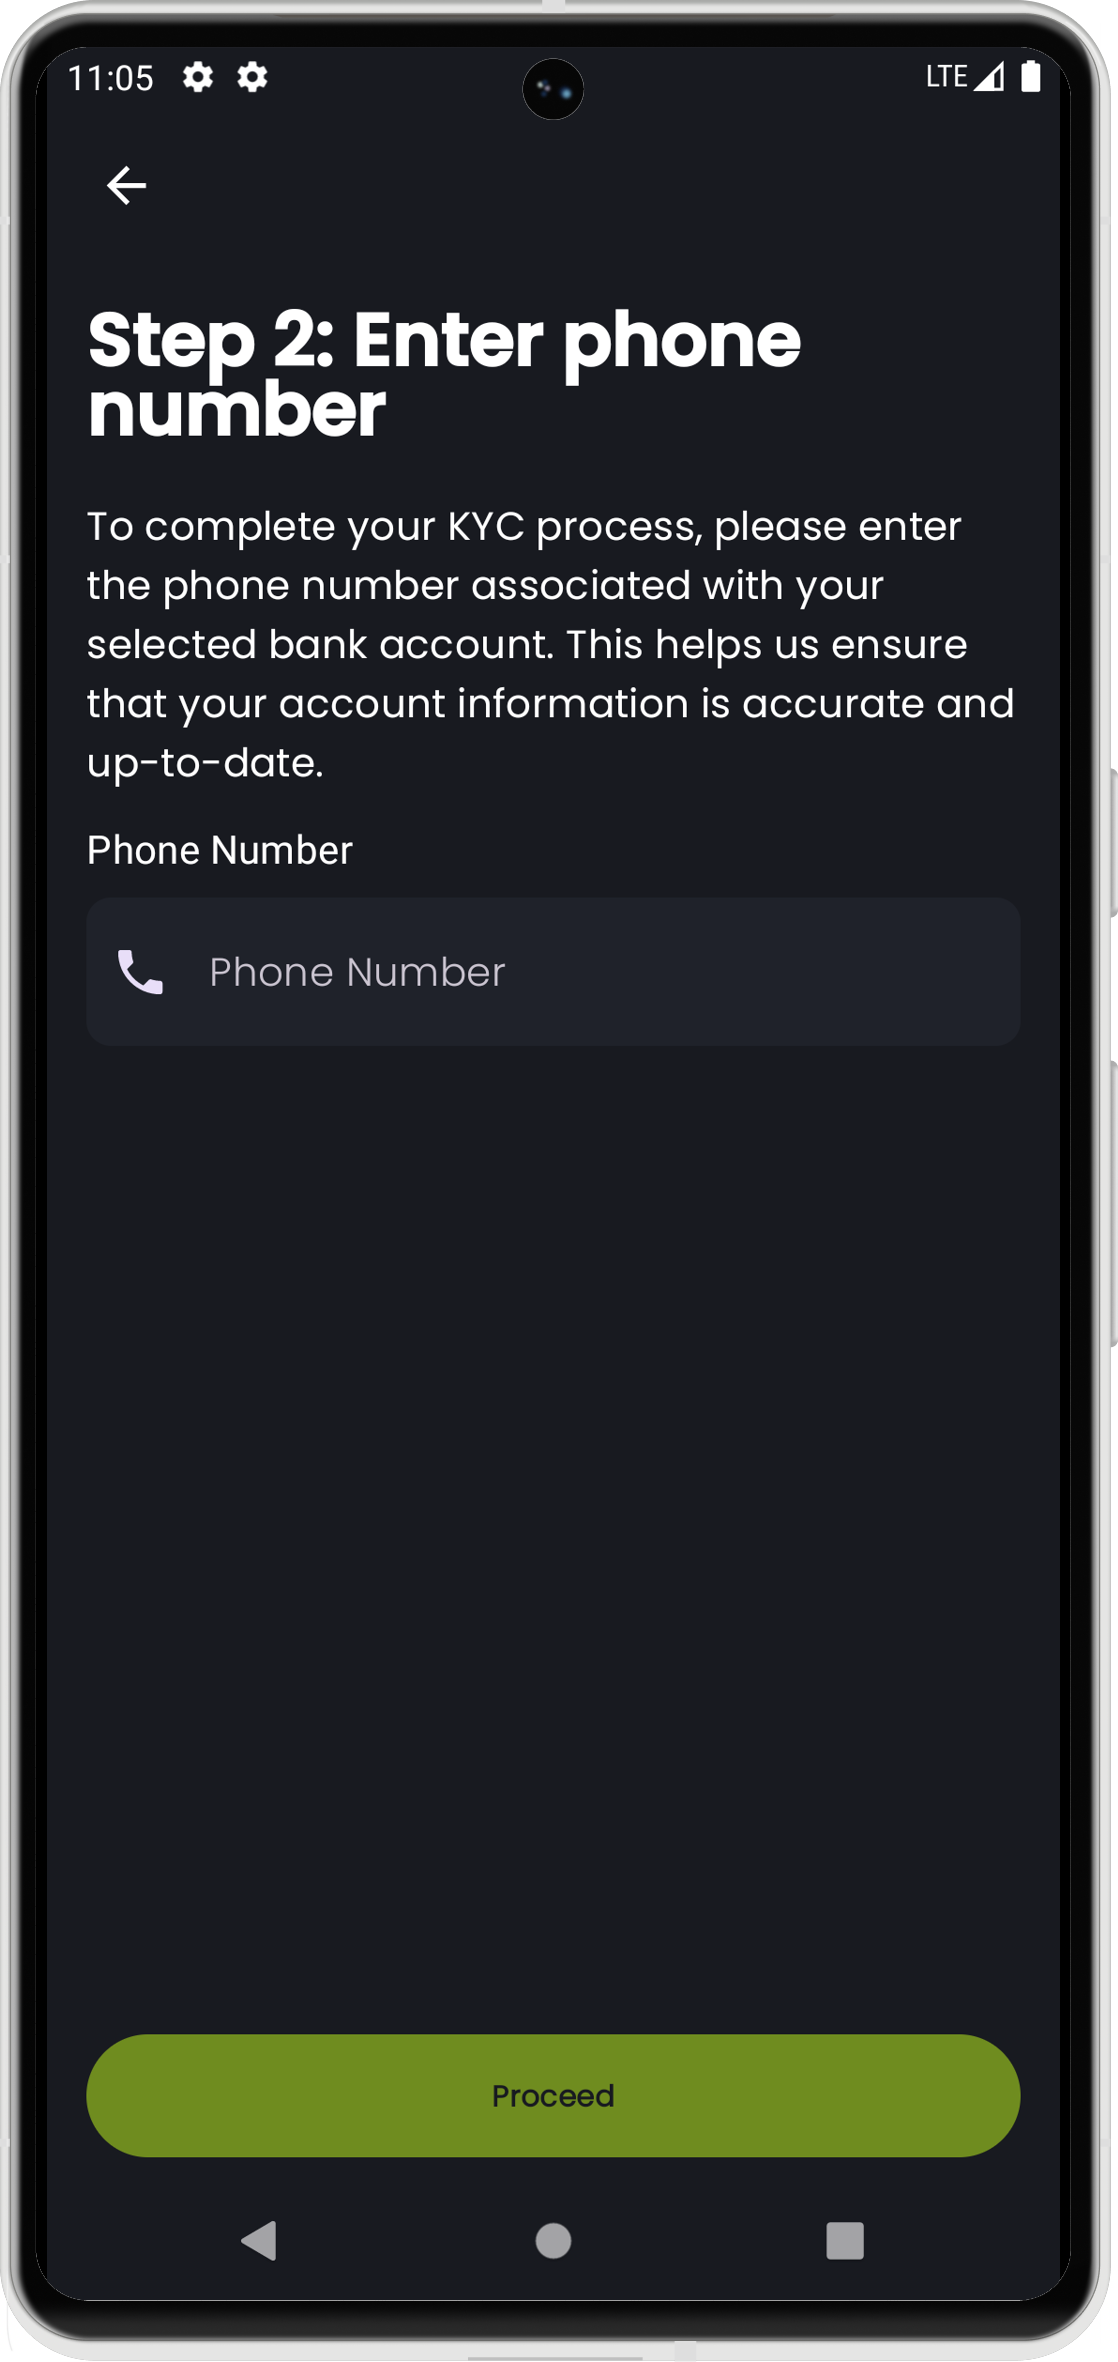 11:05
LTE
Step 2: Enter phone
number
To complete your KYC process, please enter
the phone number associated with your
selected bank account. This helps us ensure
that your account information is accurate and
up-to-date.
Phone Number
Phone Number
Proceed